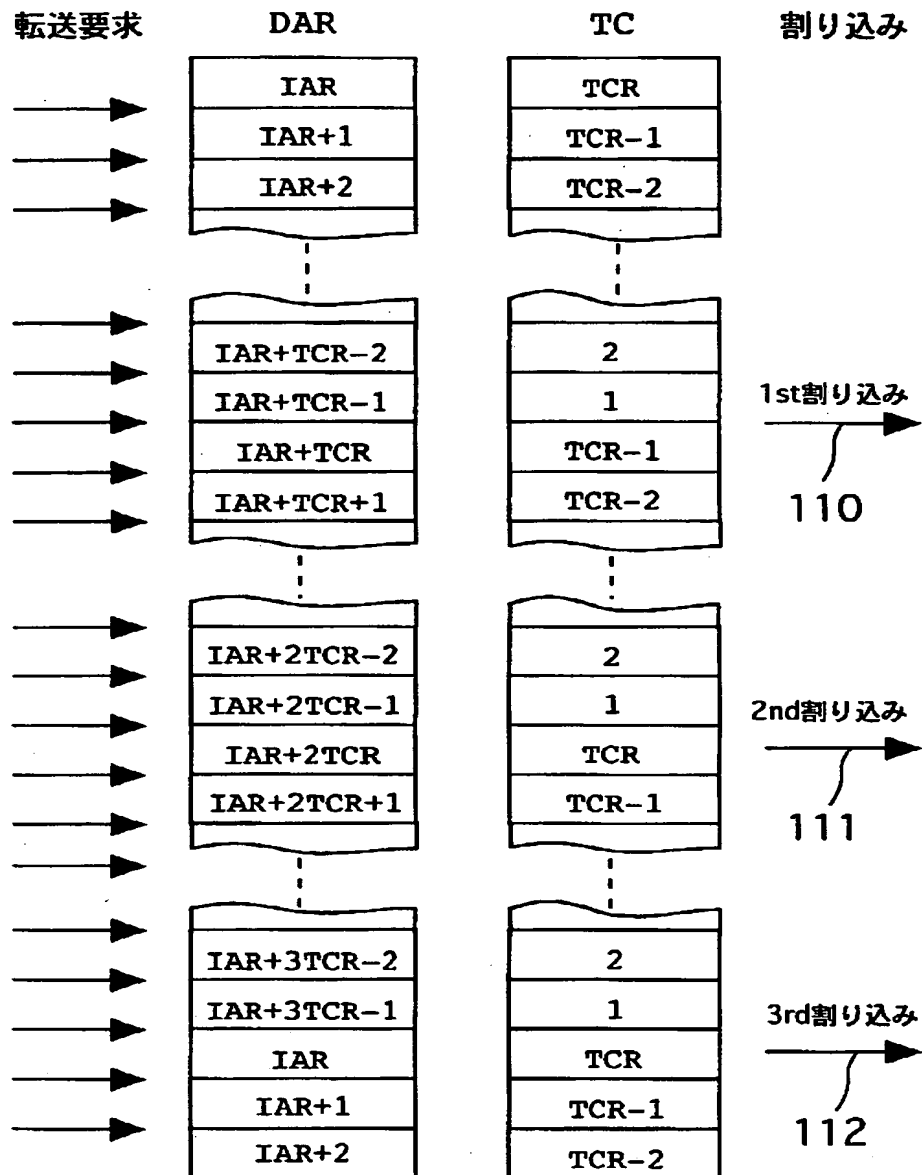 転送要求 DAR TC 割り込み
IAR TCR
IAR+1 TCR-1
IAR+2 TCR-2
IAR+TCR-2 2
IAR+TCR-1 1 1st割り込み
IAR+TCR TCR-1
IAR+TCR+1 TCR-2 110
IAR+2TCR-2 2
IAR+2TCR-1 1 2nd割り込み
IAR+2TCR TCR
IAR+2TCR+1 TCR-1 111
IAR+3TCR-2 2
IAR+3TCR-1 1 3rd割り込み
IAR TCR
IAR+1 TCR-1 112
IAR+2 TCR-2